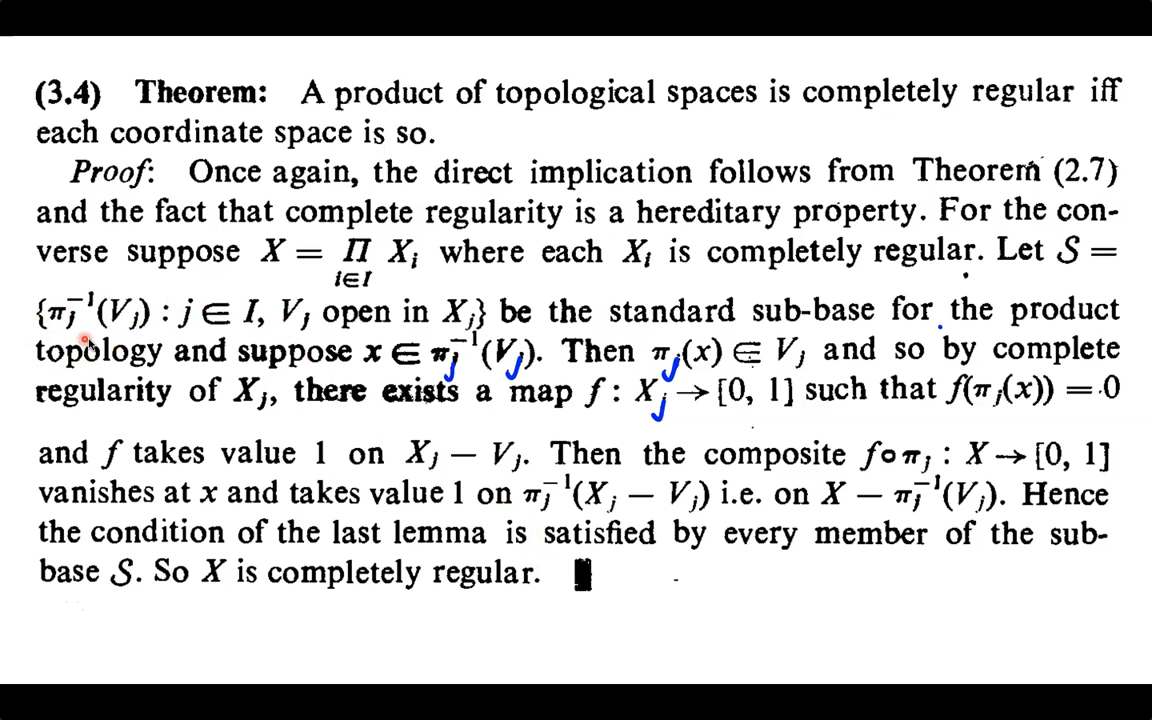 (3.4) Theorem: A product of topological spaces is completely regular iff
each coordinate space is so.
Proof: Once again, the direct implication follows from Theorem (2.7)
and the fact that complete regularity is a hereditary property. For the con-
verse suppose X = Π X_i where each X_i is completely regular. Let 𝒮 =
i∈I
{π_j^{-1}(V_j) : j ∈ I, V_j open in X_j} be the standard sub-base for the product
topology and suppose x ∈ π_j^{-1}(V_j). Then π_j(x) ∈ V_j and so by complete
regularity of X_j, there exists a map f : X_j → [0, 1] such that f(π_j(x)) = 0
and f takes value 1 on X_j − V_j. Then the composite f∘π_j : X → [0, 1]
vanishes at x and takes value 1 on π_j^{-1}(X_j − V_j) i.e. on X − π_j^{-1}(V_j). Hence
the condition of the last lemma is satisfied by every member of the sub-
base 𝒮. So X is completely regular. ∎